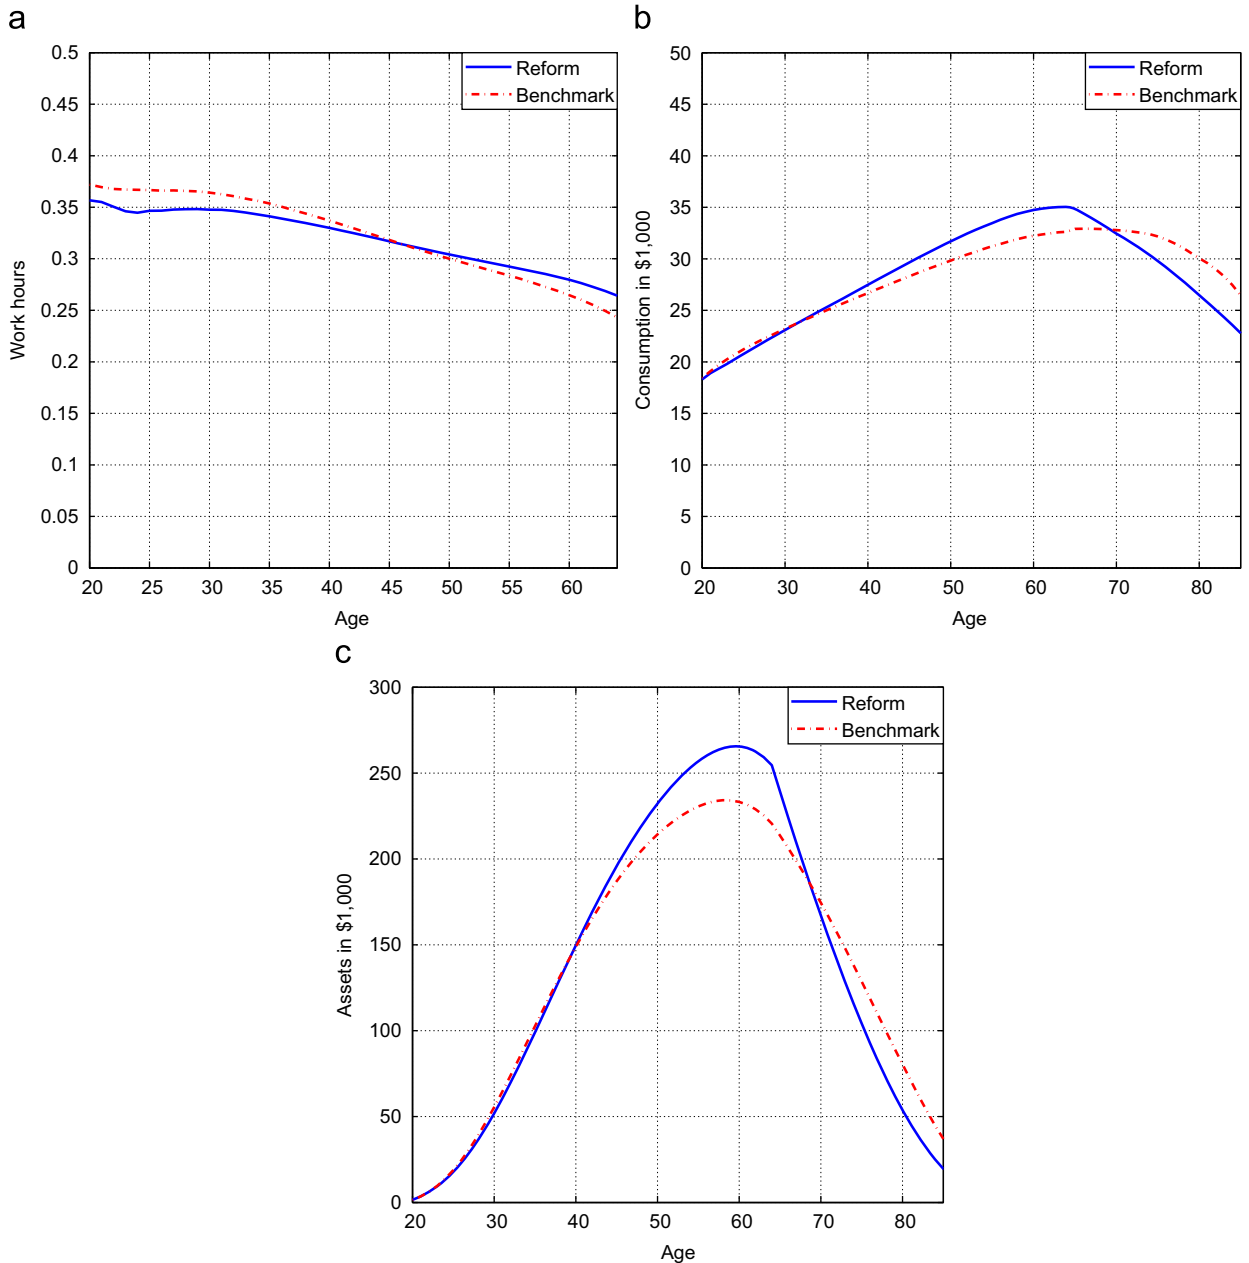 a
0.5
0.45
0.4
0.35
0.3
0.25
0.2
0.15
0.1
0.05
0
20 25 30 35 40 45 50 55 60
Work hours
Age
Reform
Benchmark
b
50
45
40
35
30
25
20
15
10
5
0
20 30 40 50 60 70 80
Consumption in $1,000
Age
Reform
Benchmark
c
300
250
200
150
100
50
0
20 30 40 50 60 70 80
Assets in $1,000
Age
Reform
Benchmark